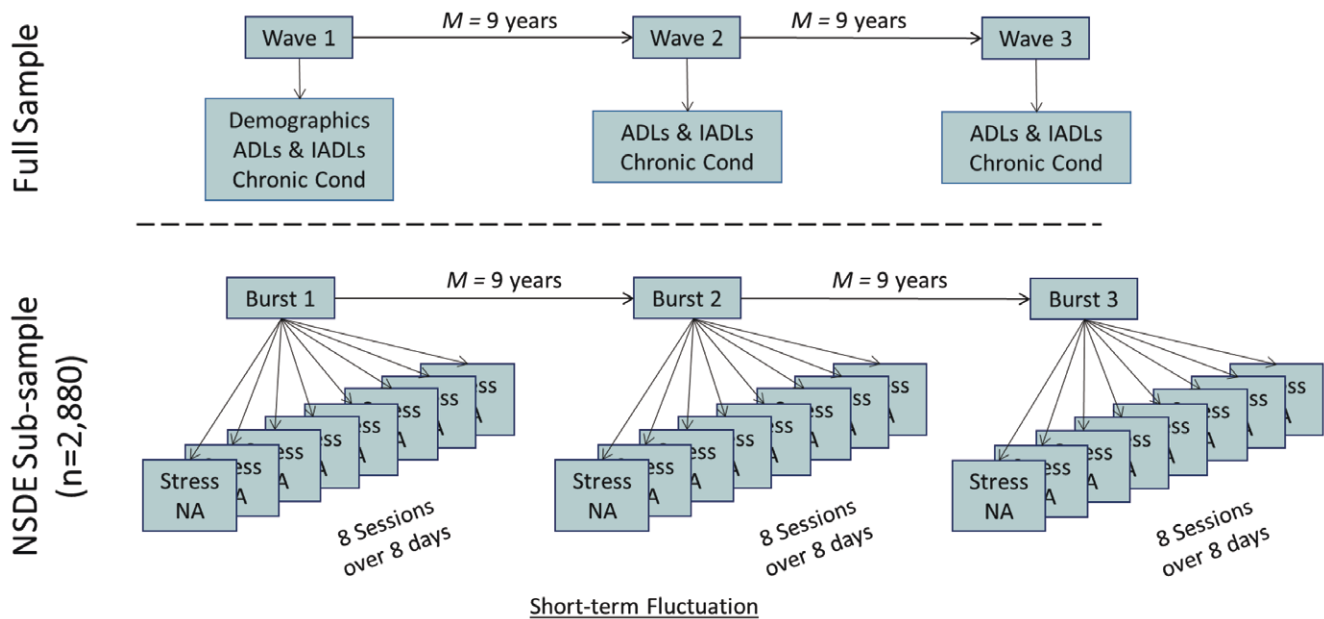 Full Sample
M = 9 years
M = 9 years
Wave 1
Wave 2
Wave 3
Demographics
ADLs & IADLs
Chronic Cond
ADLs & IADLs
Chronic Cond
ADLs & IADLs
Chronic Cond
NSDE Sub-sample
(n=2,880)
M = 9 years
M = 9 years
Burst 1
Burst 2
Burst 3
Stress
NA
8 Sessions
over 8 days
Stress
NA
8 Sessions
over 8 days
Stress
NA
8 Sessions
over 8 days
Short-term Fluctuation